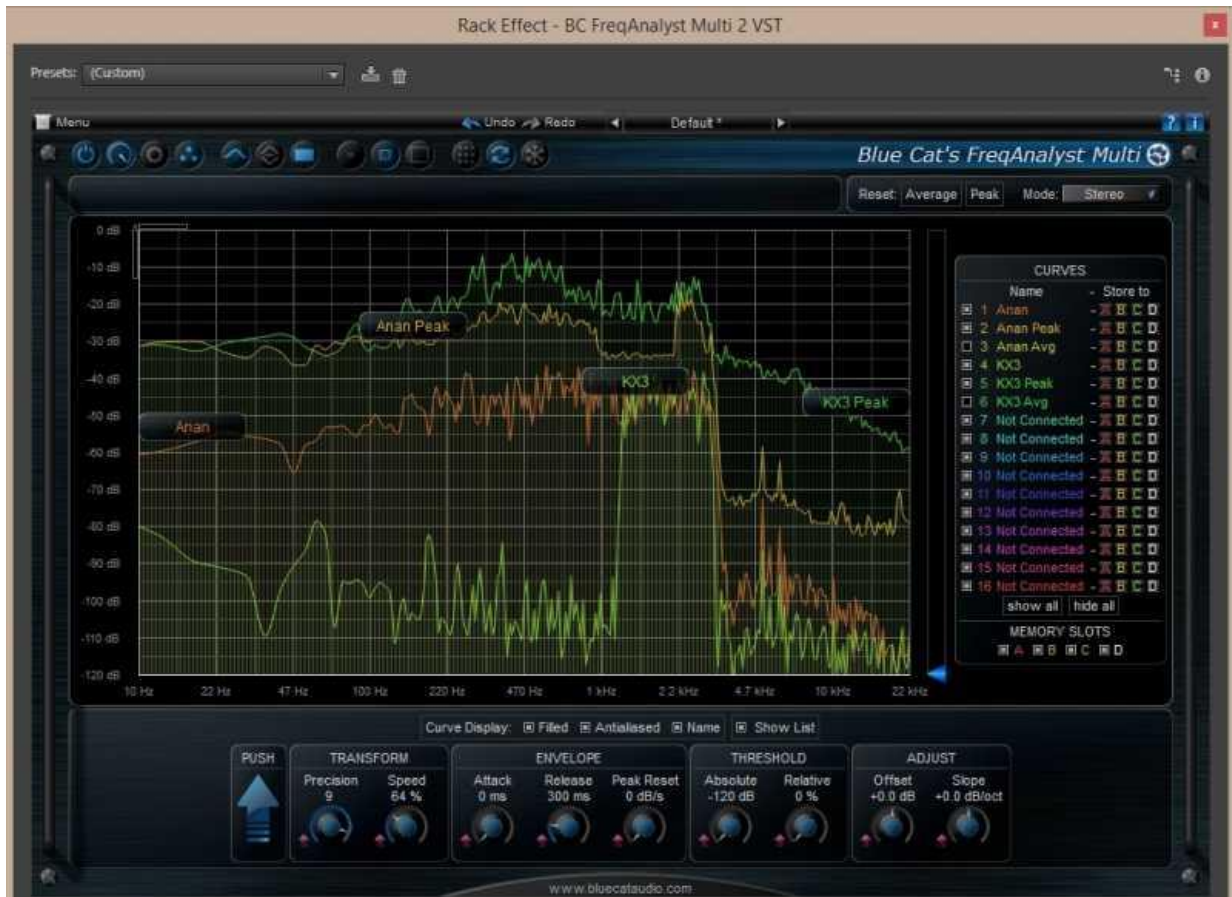 Rack Effect - BC FreqAnalyst Multi 2 VST
Presets: (Custom)
Menu Undo Redo Default * ? i
Blue Cat's FreqAnalyst Multi
Reset: Average Peak Mode: Stereo
0 dB
-10 dB
-20 dB
-30 dB
-40 dB
-50 dB
-60 dB
-70 dB
-80 dB
-90 dB
-100 dB
-110 dB
-120 dB
Anan Peak
KX3
KX3 Peak
Anan
10 Hz 22 Hz 47 Hz 100 Hz 220 Hz 470 Hz 1 kHz 2.2 kHz 4.7 kHz 10 kHz 22 kHz
CURVES
Name - Store to
1 Anan - A B C D
2 Anan Peak - A B C D
3 Anan Avg - A B C D
4 KX3 - A B C D
5 KX3 Peak - A B C D
6 KX3 Avg - A B C D
7 Not Connected - A B C D
8 Not Connected - A B C D
9 Not Connected - A B C D
10 Not Connected - A B C D
11 Not Connected - A B C D
12 Not Connected - A B C D
13 Not Connected - A B C D
14 Not Connected - A B C D
15 Not Connected - A B C D
16 Not Connected - A B C D
show all hide all
MEMORY SLOTS
A B C D
Curve Display: Filled Antialiased Name Show List
PUSH TRANSFORM ENVELOPE THRESHOLD ADJUST
Precision Speed Attack Release Peak Reset Absolute Relative Offset Slope
9 64 % 0 ms 300 ms 0 dB/s -120 dB 0 % +0.0 dB +0.0 dB/oct
www.bluecataudio.com